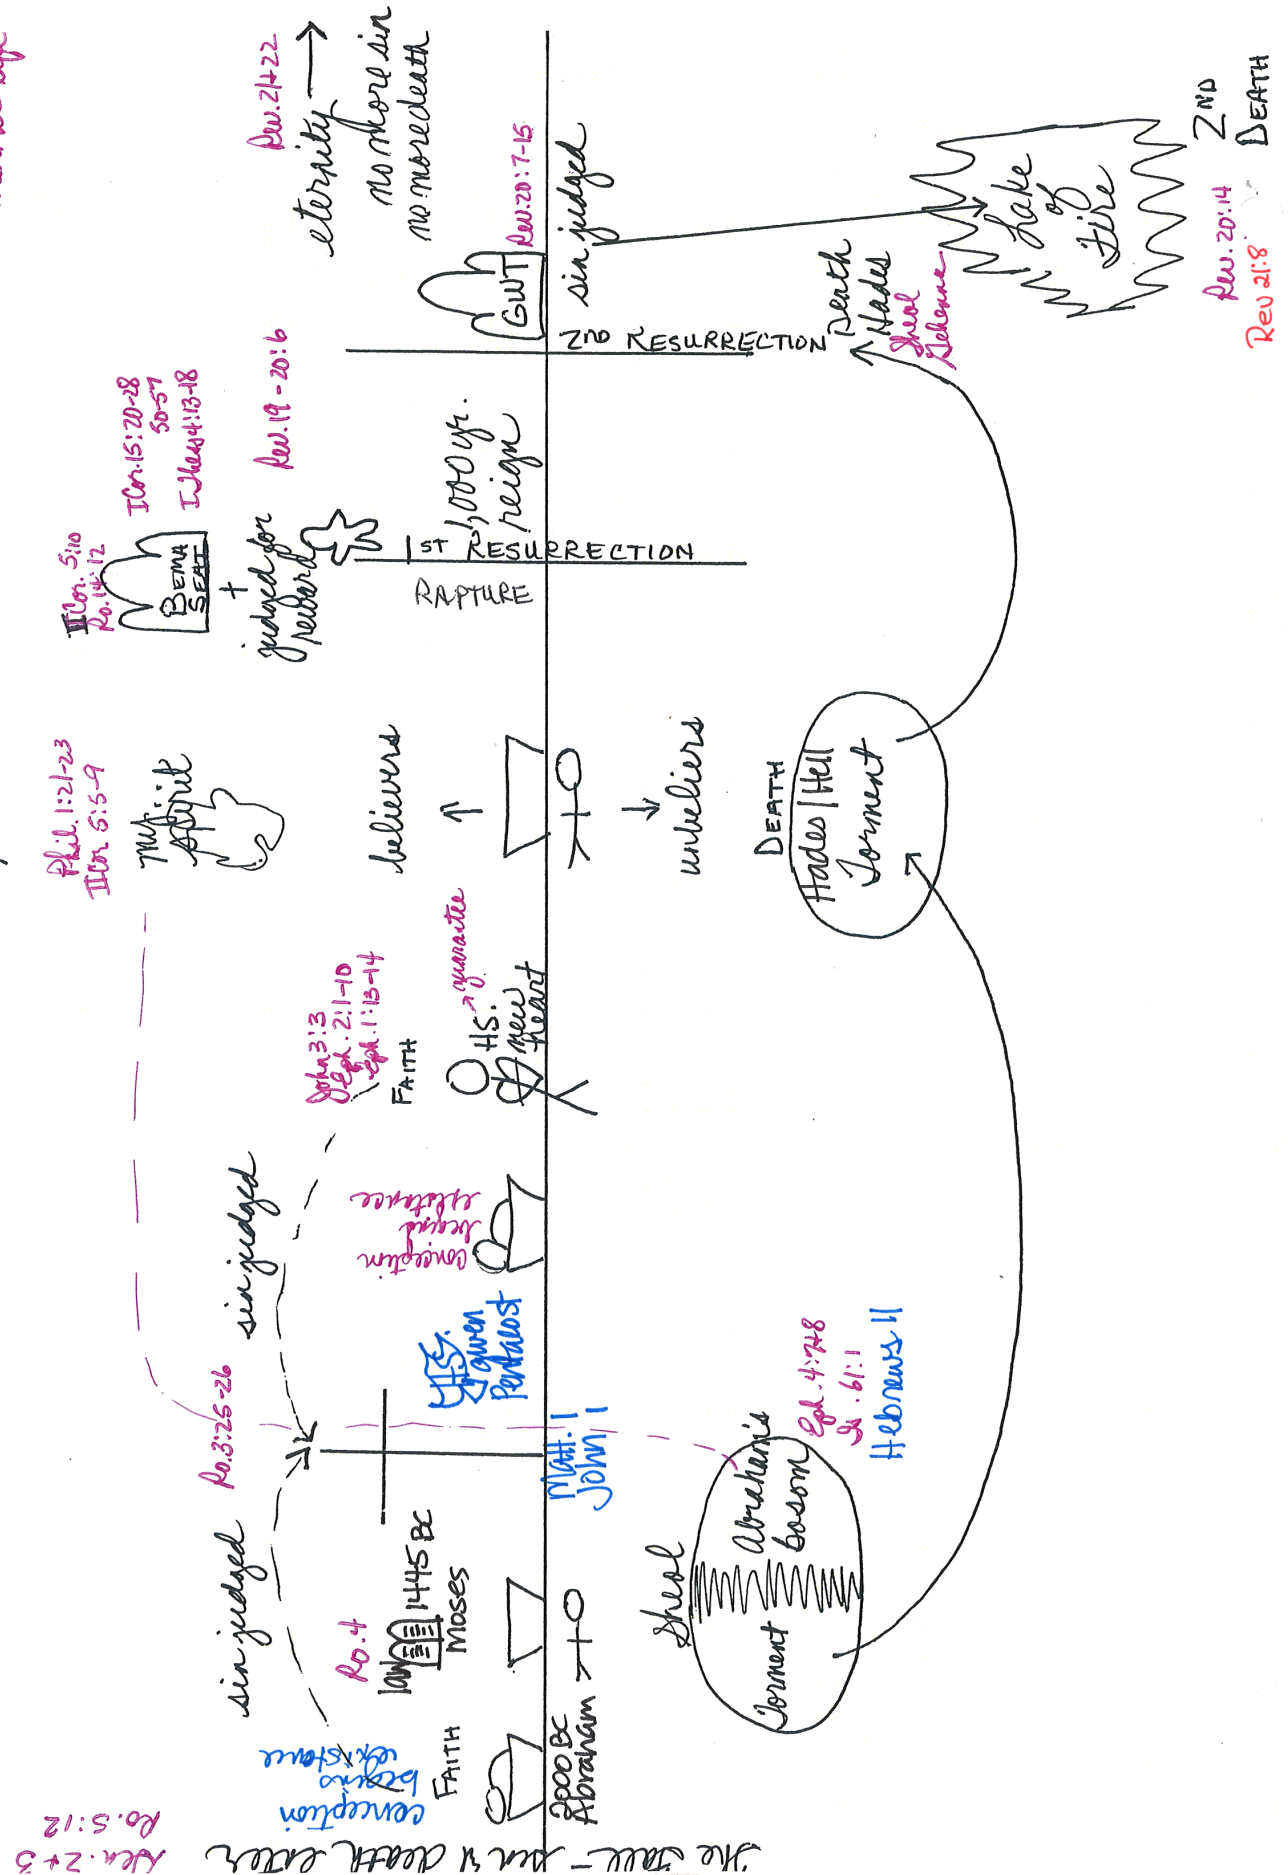 The Fall - sin & death enter
Gen. 2+3
Ro. 5:12
conception
begins
existence
FAITH
2000 BC
Abraham
sin judged
Ro. 4
law
1445 BC
Moses
Sheol
Torment
Abraham's
bosom
Eph. 4:7+8
Is. 61:1
Hebrews 11
Ro. 3:25-26
Matt. 1
John 1
H.S.
given
Pentacost
sin judged
conception
begins
existence
John 3:3
Eph. 2:1-10
Eph. 1:13-14
FAITH
H.S. → guarantee
new
heart
Phil. 1:21-23
II Cor. 5:5-9
my
spirit
believers
unbeliers
DEATH
Hades/Hell
Torment
II Cor. 5:10
Ro. 14:12
BEMA
SEAT
+
judged for
reward
I Cor. 15:20-28
50-57
I Thess 4:13-18
Rev. 19-20:6
RAPTURE
1ST RESURRECTION
1,000 yr.
reign
2ND RESURRECTION
GWT
Rev. 20:7-15
sin judged
Death
Hades
Sheol
Gehenna
Rev. 21+22
eternity →
no more sin
no more death
Lake
of
Fire
Rev. 20:14
Rev 21:8
2ND
DEATH